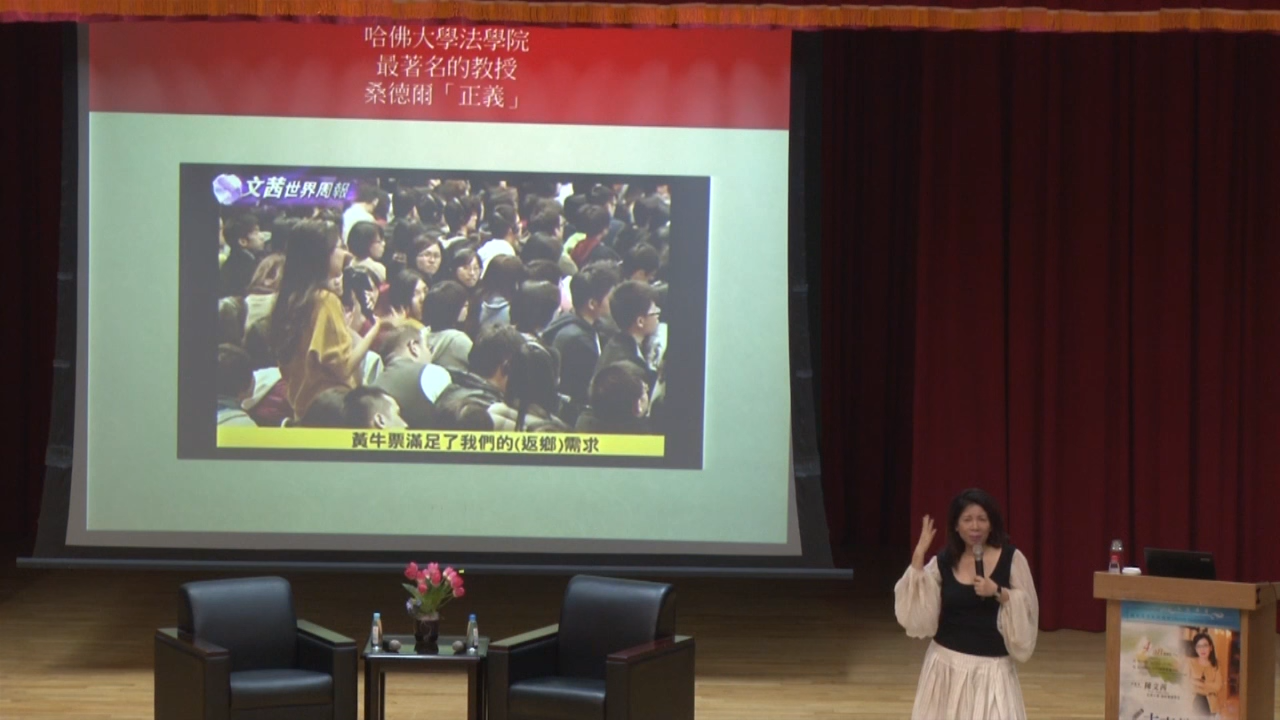 哈佛大學法學院
最著名的教授
桑德爾「正義」
文茜世界周報
黃牛票滿足了我們的(返鄉)需求